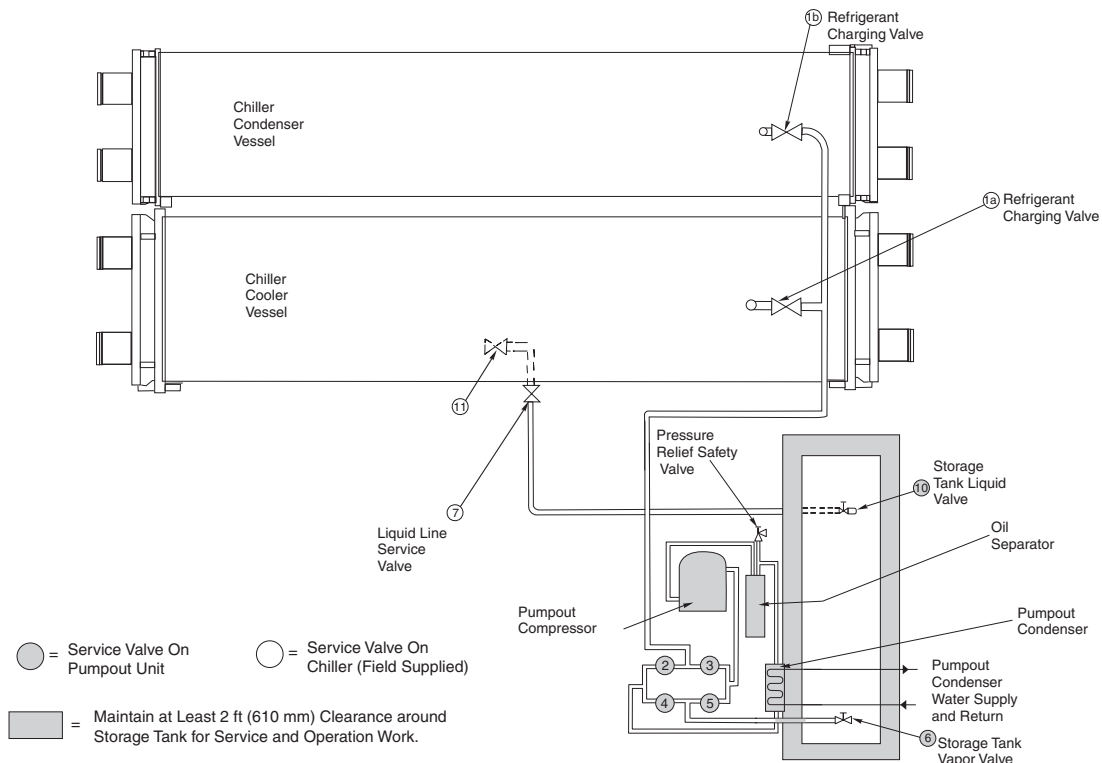 1b Refrigerant
Charging Valve
Chiller
Condenser
Vessel
1a Refrigerant
Charging Valve
Chiller
Cooler
Vessel
11
7
Liquid Line
Service
Valve
Pressure
Relief Safety
Valve
10
Storage
Tank Liquid
Valve
Oil
Separator
Pumpout
Compressor
Pumpout
Condenser
2
3
4
5
Pumpout
Condenser
Water Supply
and Return
6 Storage Tank
Vapor Valve
= Service Valve On
Pumpout Unit
= Service Valve On
Chiller (Field Supplied)
= Maintain at Least 2 ft (610 mm) Clearance around
Storage Tank for Service and Operation Work.